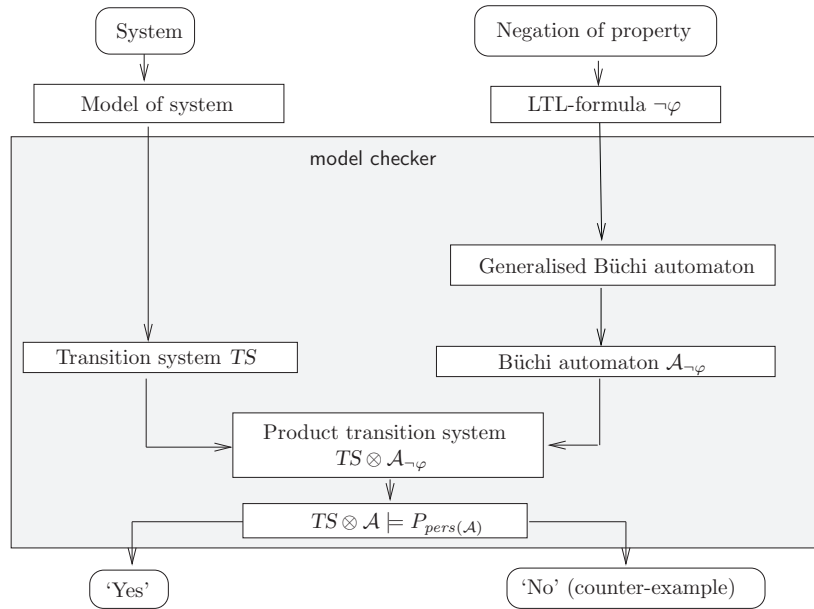 System
Negation of property
Model of system
LTL-formula ¬φ
model checker
Generalised Büchi automaton
Transition system TS
Büchi automaton 𝒜¬φ
Product transition system
TS ⊗ 𝒜¬φ
TS ⊗ 𝒜 ⊨ Ppers(𝒜)
‘Yes’
‘No’ (counter-example)